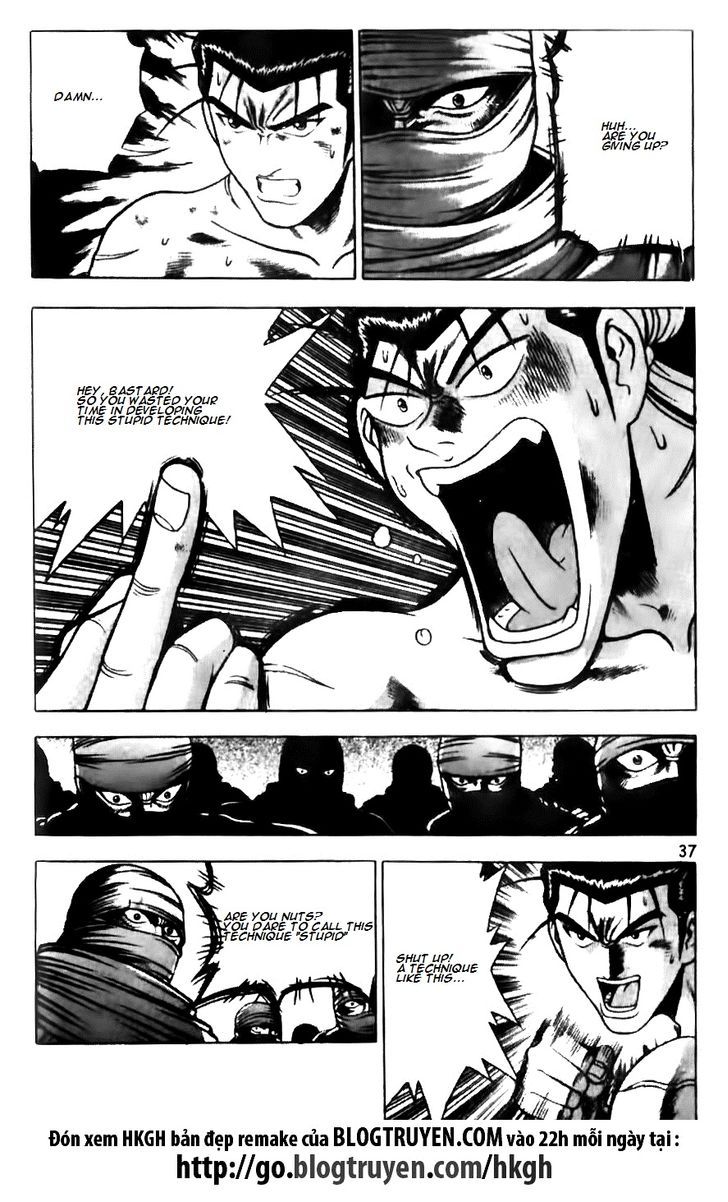 DAMN...
HUH...
ARE YOU
GIVING UP?
HEY, BASTARD!
SO YOU WASTED YOUR
TIME IN DEVELOPING
THIS STUPID TECHNIQUE!
37
ARE YOU NUTS?
YOU DARE TO CALL THIS
TECHNIQUE "STUPID"
SHUT UP!
A TECHNIQUE
LIKE THIS...
Đón xem HKGH bản đẹp remake của BLOGTRUYEN.COM vào 22h mỗi ngày tại :
http://go.blogtruyen.com/hkgh